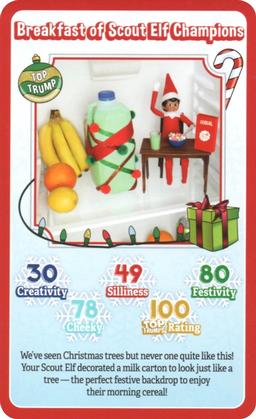 Breakfast of Scout Elf Champions
TOP
TRUMP
CEREAL
30
Creativity
49
Silliness
80
Festivity
78
Cheeky
100
TOP TRUMPS Rating
We've seen Christmas trees but never one quite like this!
Your Scout Elf decorated a milk carton to look just like a
tree — the perfect festive backdrop to enjoy
their morning cereal!